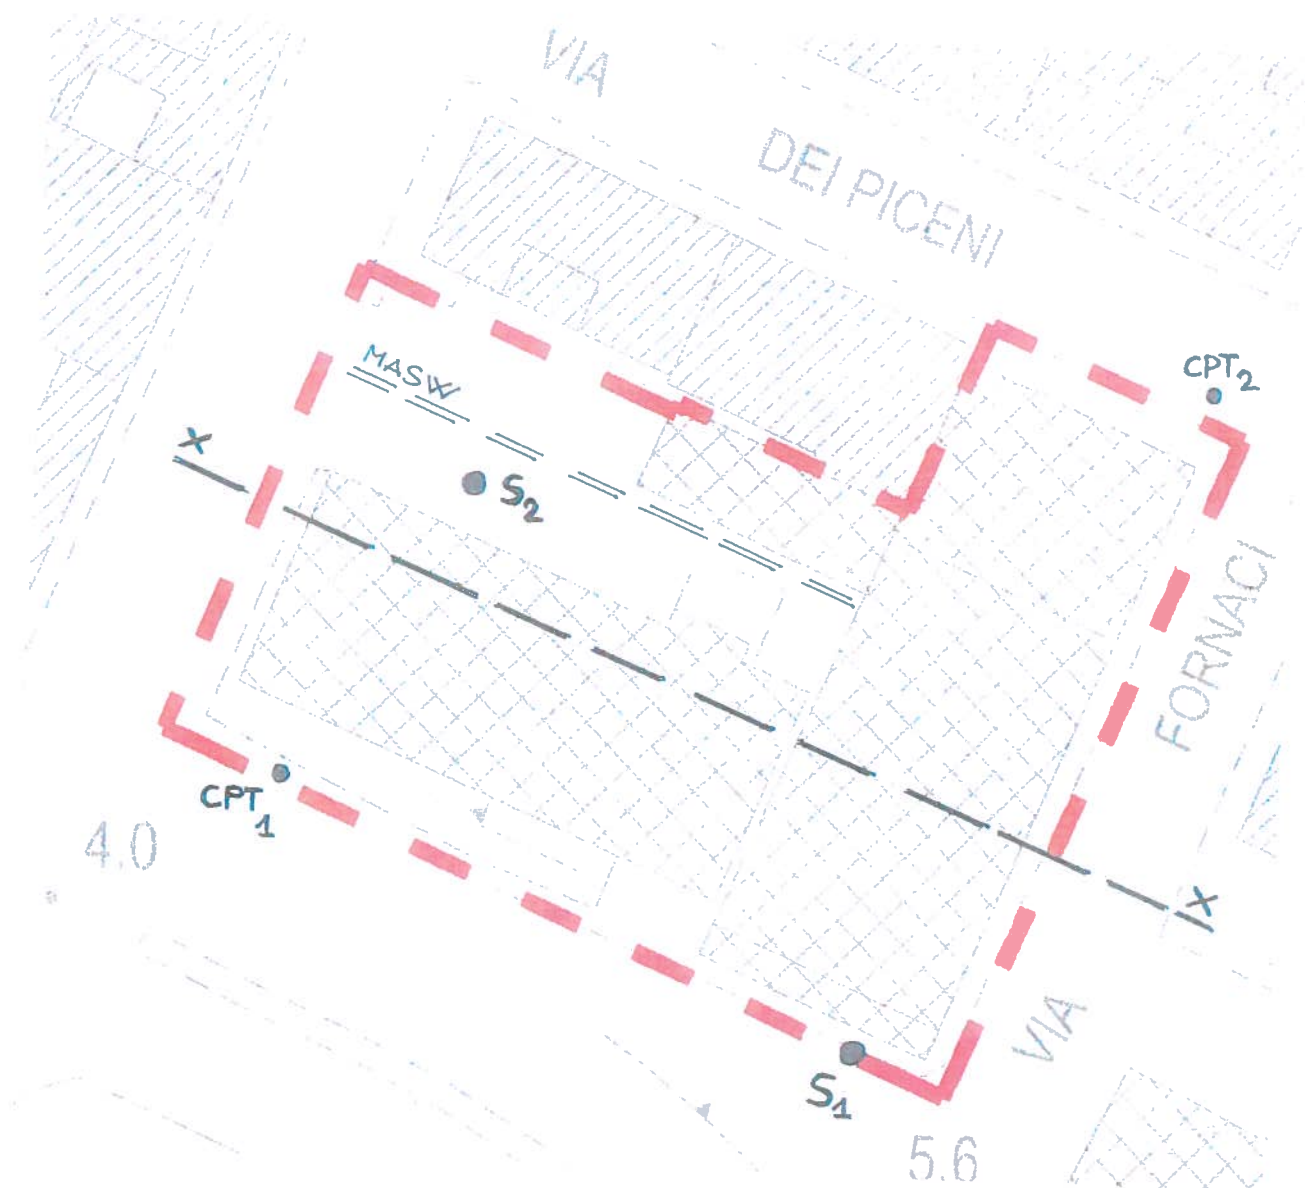 VIA
DEI PICENI
CPT2
MASW
X
S2
FORNACI
CPT1
4.0
X
VIA
S1
5.6